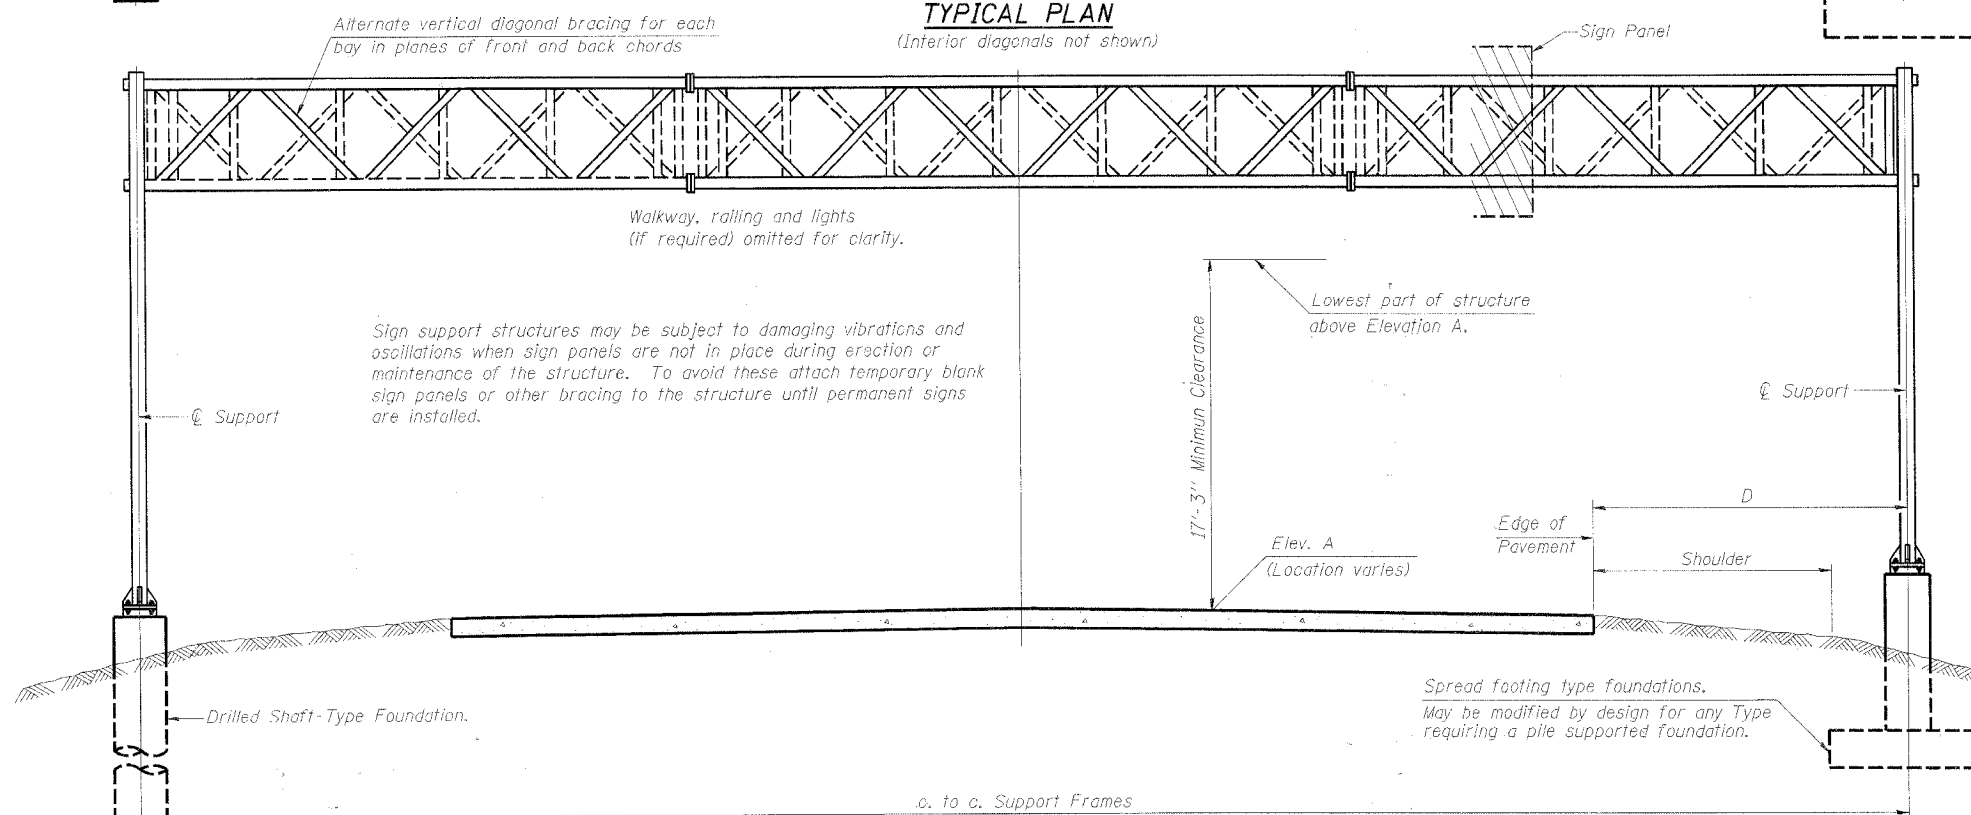 TYPICAL PLAN
(Interior diagonals not shown)
Alternate vertical diagonal bracing for each
bay in planes of front and back chords
Sign Panel
Walkway, railing and lights
(if required) omitted for clarity.
Lowest part of structure
above Elevation A.
Sign support structures may be subject to damaging vibrations and
oscillations when sign panels are not in place during erection or
maintenance of the structure. To avoid these attach temporary blank
sign panels or other bracing to the structure until permanent signs
are installed.
17'-3" Minimun Clearance
℄ Support
℄ Support
D
Edge of
Pavement
Shoulder
Elev. A
(Location varies)
Drilled Shaft-Type Foundation.
Spread footing type foundations.
May be modified by design for any Type
requiring a pile supported foundation.
c. to c. Support Frames